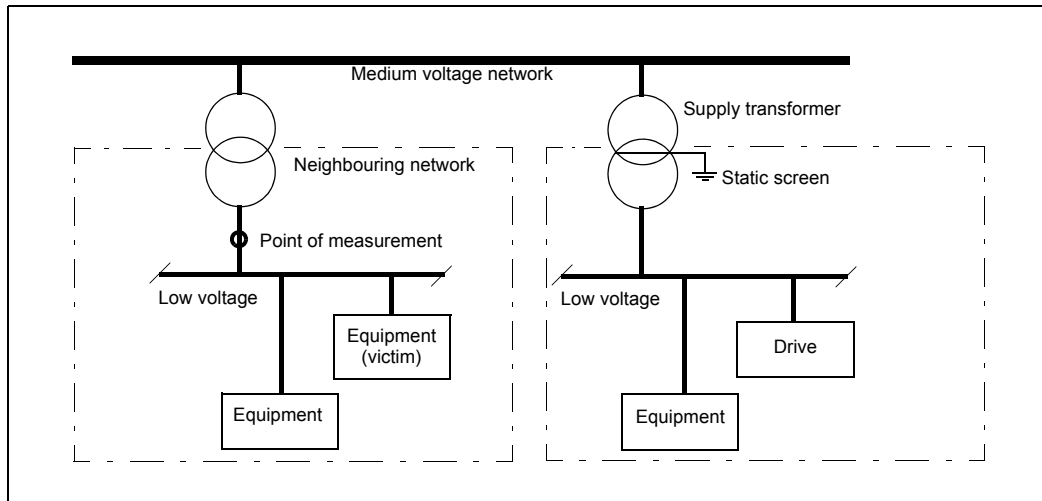 Medium voltage network
Supply transformer
Neighbouring network
Static screen
Point of measurement
Low voltage
Low voltage
Equipment
(victim)
Drive
Equipment
Equipment